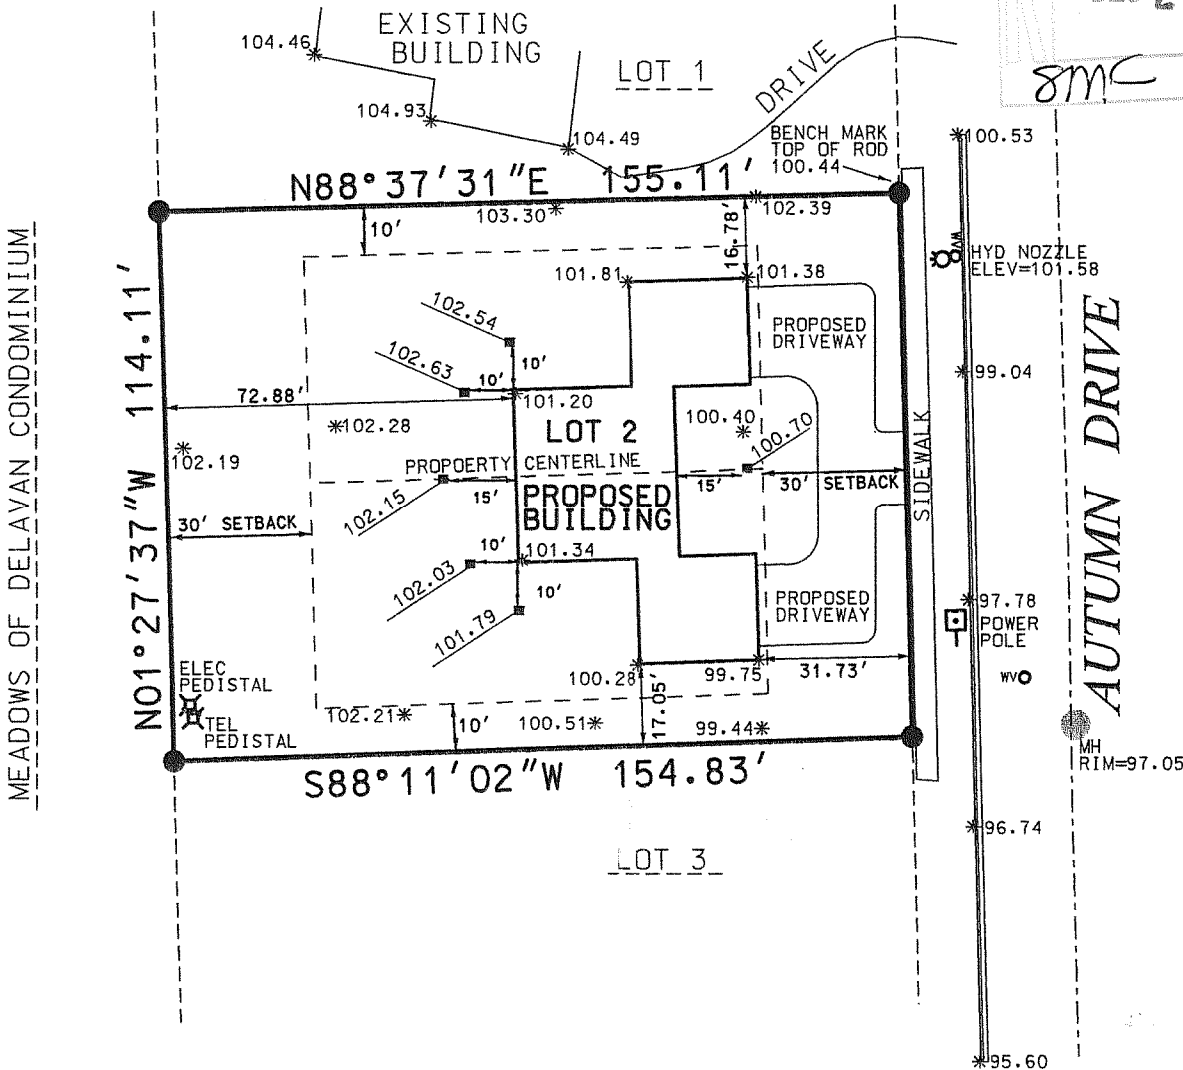 EXISTING
BUILDING
104.46
LOT 1
DRIVE
SMC
104.93
104.49
BENCH MARK
TOP OF ROD
100.44
100.53
N88°37'31"E 155.11'
103.30
102.39
10'
16.78'
WV
HYD NOZZLE
ELEV=101.58
101.81
101.38
102.54
PROPOSED
DRIVEWAY
102.63
10'
10'
99.04
72.88'
101.20
102.28
LOT 2
100.40
100.70
102.19
PROPOERTY CENTERLINE
102.15
15'
PROPOSED
BUILDING
15'
30' SETBACK
SIDEWALK
30' SETBACK
10'
101.34
102.03
10'
101.79
PROPOSED
DRIVEWAY
97.78
POWER
POLE
100.28
99.75
31.73'
WV
ELEC
PEDISTAL
TEL
PEDISTAL
102.21
10'
100.51
17.05'
99.44
MH
RIM=97.05
N01°27'37"W 114.11'
MEADOWS OF DELAVAN CONDOMINIUM
AUTUMN DRIVE
S88°11'02"W 154.83'
96.74
LOT 3
95.60